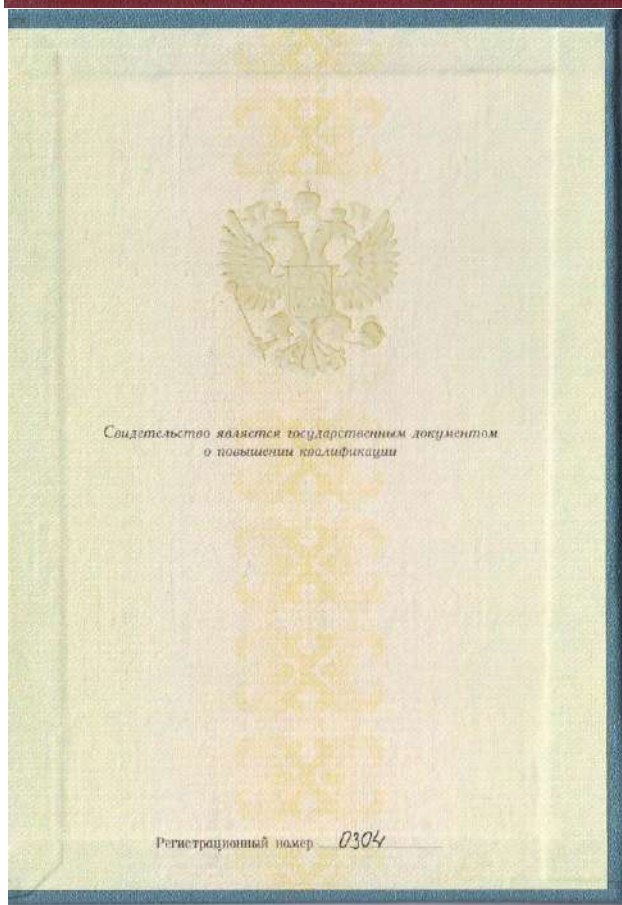 Свидетельство является государственным документом
о повышении квалификации
Регистрационный номер 0304